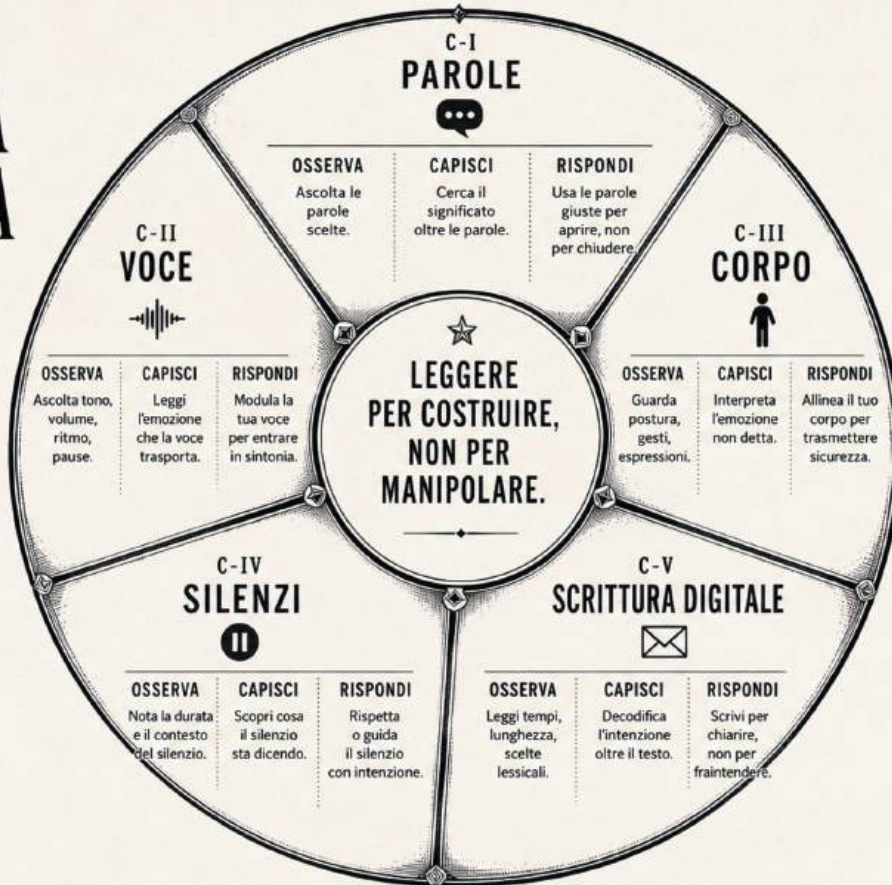 C-I
PAROLE
OSSERVA
Ascolta le
parole
scelte.
CAPISCI
Cerca il
significato
oltre le parole.
RISPONDI
Usa le parole
giuste per
aprire, non
per chiudere.
C-II
VOCE
OSSERVA
Ascolta tono,
volume,
ritmo,
pause.
CAPISCI
Leggi
l'emozione
che la voce
trasporta.
RISPONDI
Modula la
tua voce
per entrare
in sintonia.
C-III
CORPO
OSSERVA
Guarda
postura,
gesti,
espressioni.
CAPISCI
Interpreta
l'emozione
non detta.
RISPONDI
Allinea il tuo
corpo per
trasmettere
sicurezza.
LEGGERE
PER COSTRUIRE,
NON PER
MANIPOLARE.
C-IV
SILENZI
OSSERVA
Nota la durata
e il contesto
del silenzio.
CAPISCI
Scopri cosa
il silenzio
sta dicendo.
RISPONDI
Rispetta
o guida
il silenzio
con intenzione.
C-V
SCRITTURA DIGITALE
OSSERVA
Leggi tempi,
lunghezza,
scelte
lessicali.
CAPISCI
Decodifica
l'intenzione
oltre il testo.
RISPONDI
Scrivi per
chiarire,
non per
fraintendere.